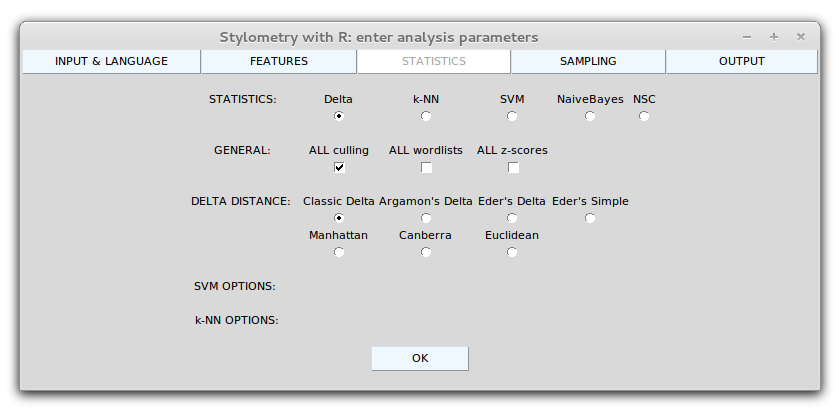 Stylometry with R: enter analysis parameters
INPUT & LANGUAGE FEATURES STATISTICS SAMPLING OUTPUT
STATISTICS: Delta k-NN SVM NaiveBayes NSC
GENERAL: ALL culling ALL wordlists ALL z-scores
DELTA DISTANCE: Classic Delta Argamon's Delta Eder's Delta Eder's Simple
Manhattan Canberra Euclidean
SVM OPTIONS:
k-NN OPTIONS:
OK